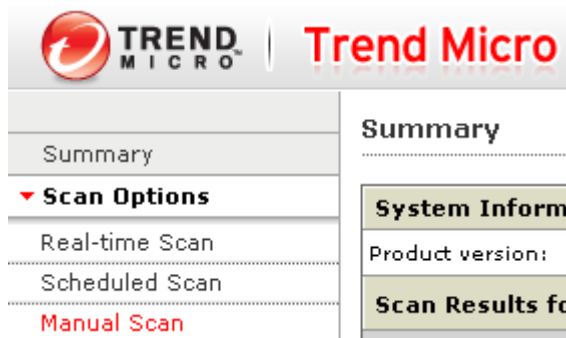 TREND MICRO
Trend Micro
Summary
Scan Options
Real-time Scan
Scheduled Scan
Manual Scan
Summary
System Inform
Product version:
Scan Results fo